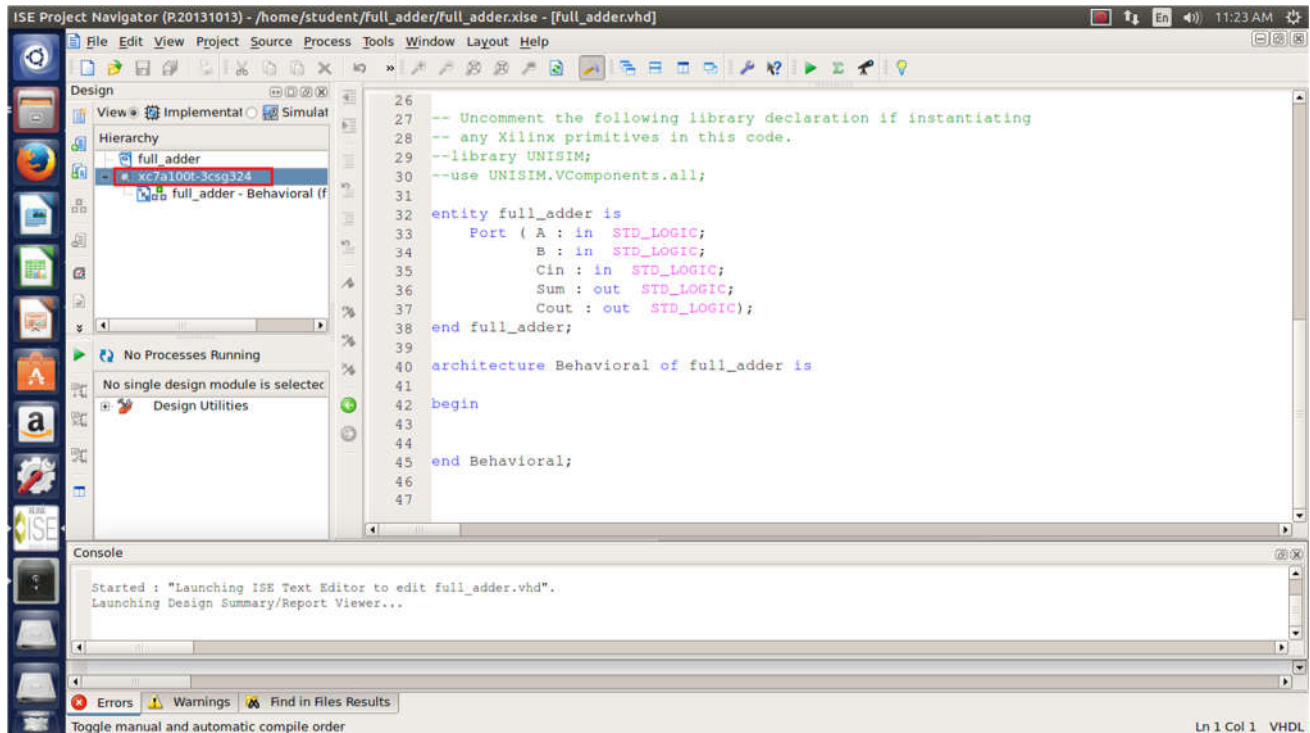 ISE Project Navigator (P.20131013) - /home/student/full_adder/full_adder.xise - [full_adder.vhd]
En 11:23 AM
File Edit View Project Source Process Tools Window Layout Help
»
Design
View Implementat Simulat
Hierarchy
full_adder
xc7a100t-3csg324
full_adder - Behavioral (f
No Processes Running
No single design module is selectec
Design Utilities
26
27 -- Uncomment the following library declaration if instantiating
28 -- any Xilinx primitives in this code.
29 --library UNISIM;
30 --use UNISIM.VComponents.all;
31
32 entity full_adder is
33 Port ( A : in STD_LOGIC;
34 B : in STD_LOGIC;
35 Cin : in STD_LOGIC;
36 Sum : out STD_LOGIC;
37 Cout : out STD_LOGIC);
38 end full_adder;
39
40 architecture Behavioral of full_adder is
41
42 begin
43
44
45 end Behavioral;
46
47
a
ISE
Console
Started : "Launching ISE Text Editor to edit full_adder.vhd".
Launching Design Summary/Report Viewer...
Errors Warnings Find in Files Results
Toggle manual and automatic compile order
Ln 1 Col 1 VHDL